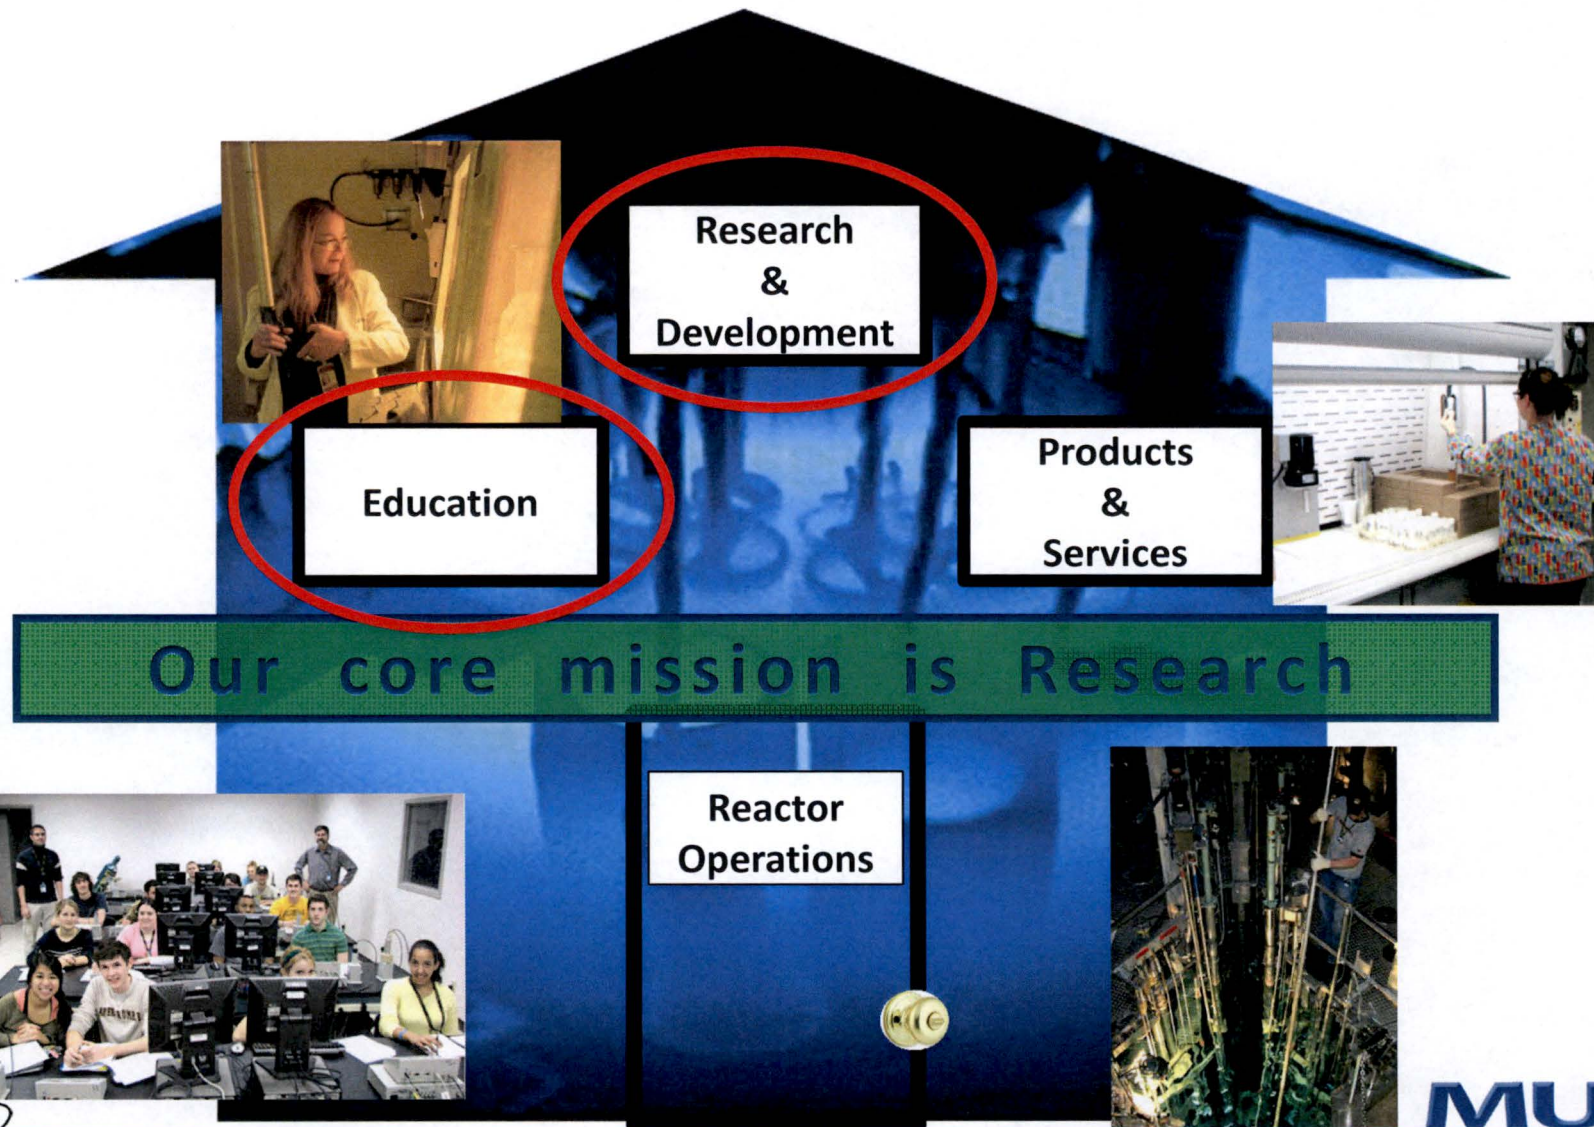 Research
&
Development
Education
Products
&
Services
Our core mission is Research
Reactor
Operations
MU